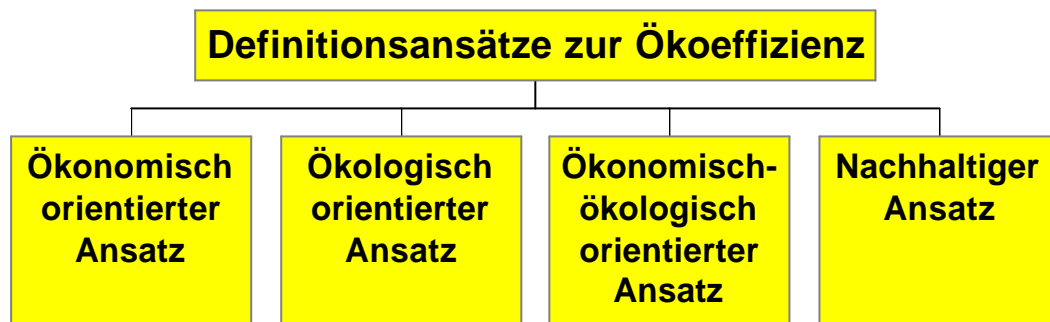 Definitionsansätze zur Ökoeffizienz
Ökonomisch
orientierter
Ansatz
Ökologisch
orientierter
Ansatz
Ökonomisch-
ökologisch
orientierter
Ansatz
Nachhaltiger
Ansatz